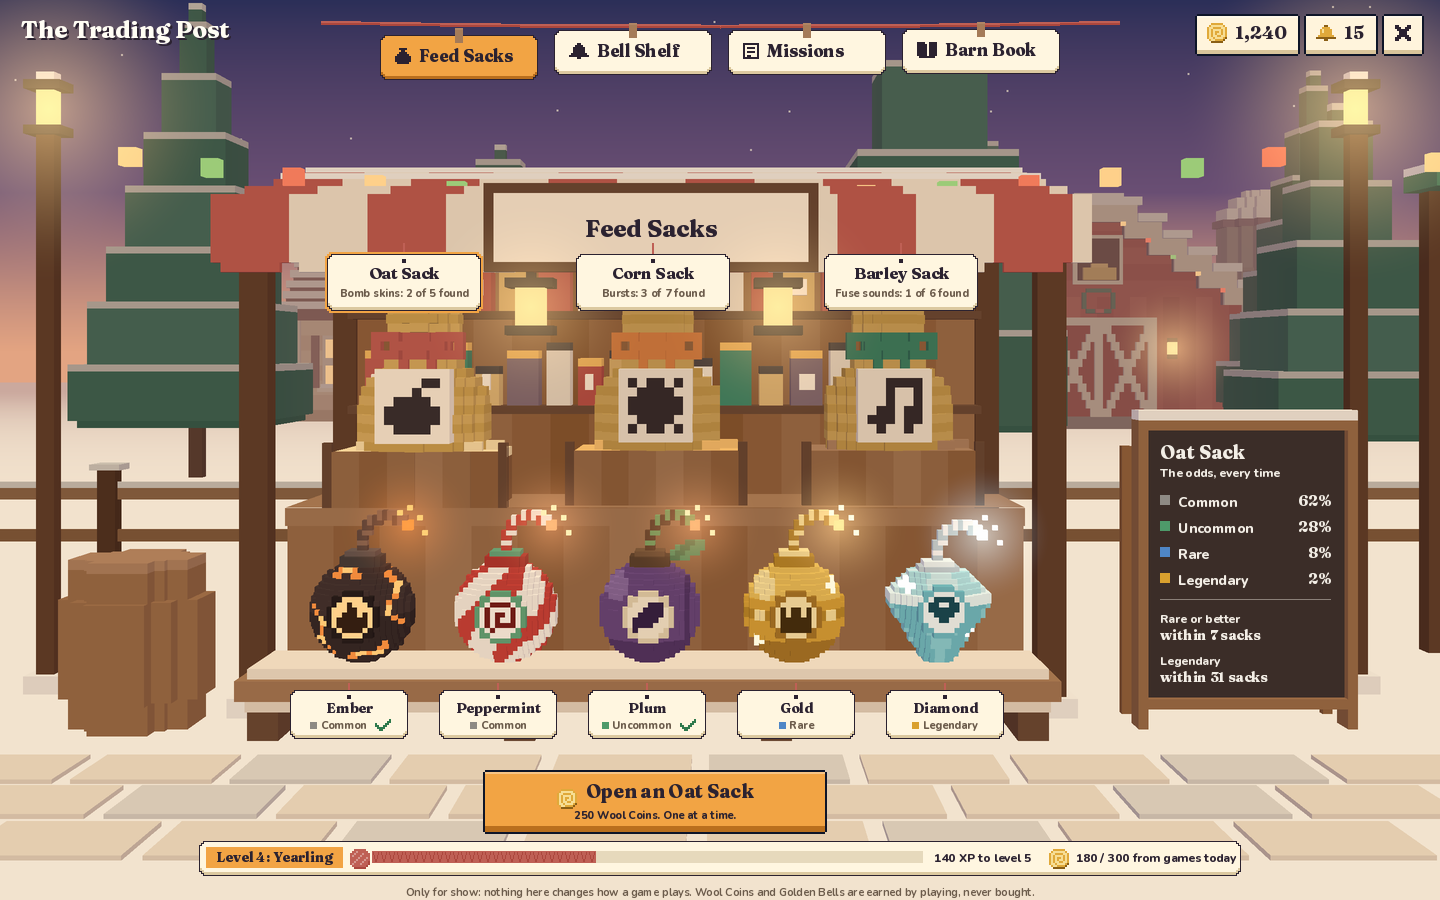 The Trading Post
Feed Sacks
Bell Shelf
Missions
Barn Book
1,240
15
Feed Sacks
Oat Sack
Bomb skins: 2 of 5 found
Corn Sack
Bursts: 3 of 7 found
Barley Sack
Fuse sounds: 1 of 6 found
Oat Sack
The odds, every time
Common 62%
Uncommon 28%
Rare 8%
Legendary 2%
Rare or better
within 7 sacks
Legendary
within 31 sacks
Ember
Common
Peppermint
Common
Plum
Uncommon
Gold
Rare
Diamond
Legendary
Open an Oat Sack
250 Wool Coins. One at a time.
Level 4: Yearling
140 XP to level 5
180 / 300 from games today
Only for show: nothing here changes how a game plays. Wool Coins and Golden Bells are earned by playing, never bought.